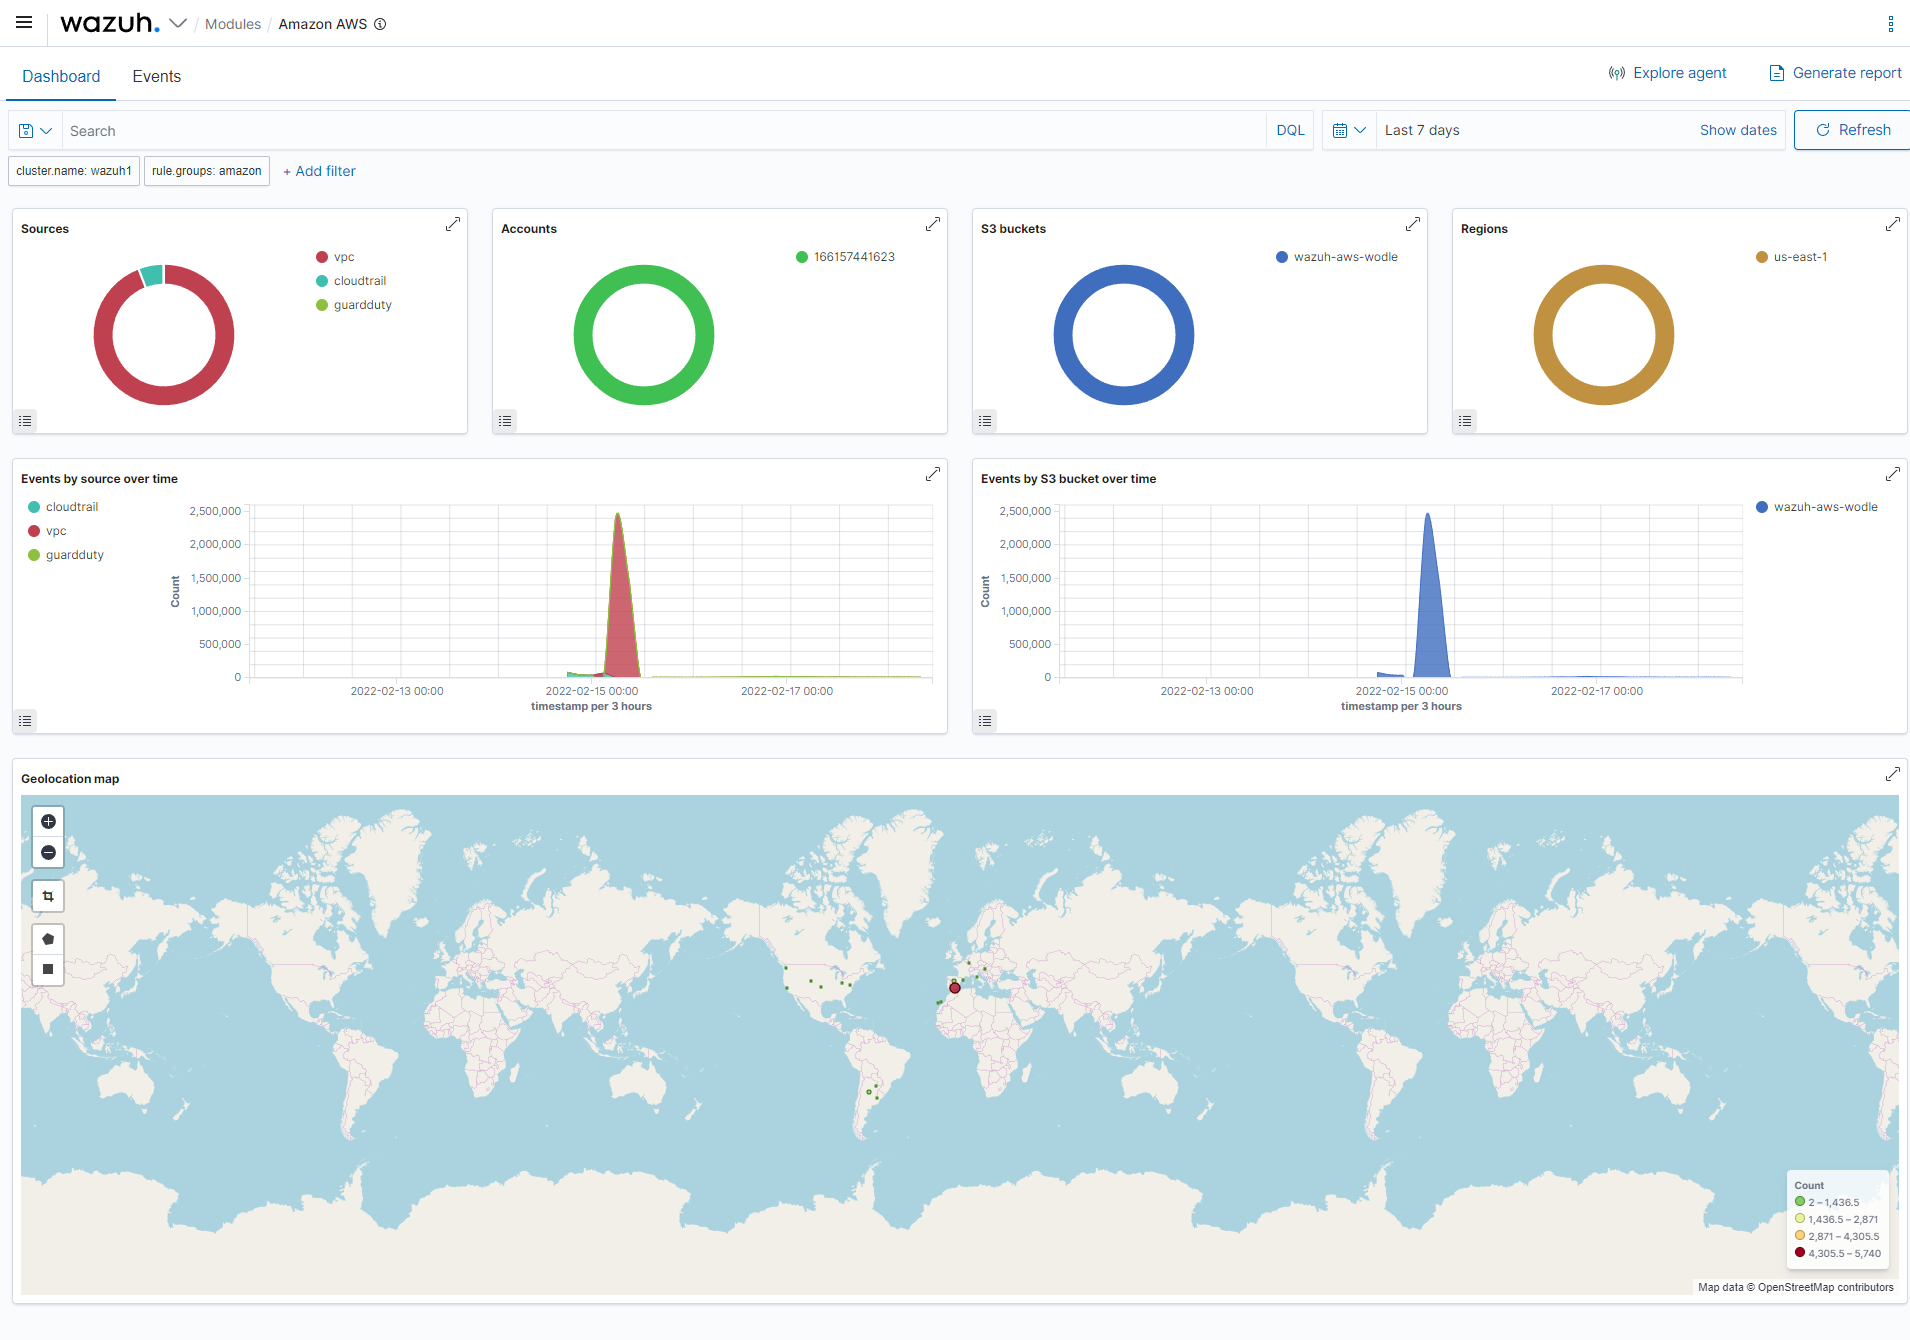 wazuh. / Modules / Amazon AWS
Dashboard Events Explore agent Generate report
Search DQL Last 7 days Show dates Refresh
cluster.name: wazuh1 rule.groups: amazon + Add filter
Sources
vpc
cloudtrail
guardduty
Accounts
166157441623
S3 buckets
wazuh-aws-wodle
Regions
us-east-1
Events by source over time
cloudtrail
vpc
guardduty
Count
2,500,000
2,000,000
1,500,000
1,000,000
500,000
0
2022-02-13 00:00 2022-02-15 00:00 2022-02-17 00:00
timestamp per 3 hours
Events by S3 bucket over time
Count
2,500,000
2,000,000
1,500,000
1,000,000
500,000
0
2022-02-13 00:00 2022-02-15 00:00 2022-02-17 00:00
timestamp per 3 hours
wazuh-aws-wodle
Geolocation map
Count
2 – 1,436.5
1,436.5 – 2,871
2,871 – 4,305.5
4,305.5 – 5,740
Map data © OpenStreetMap contributors